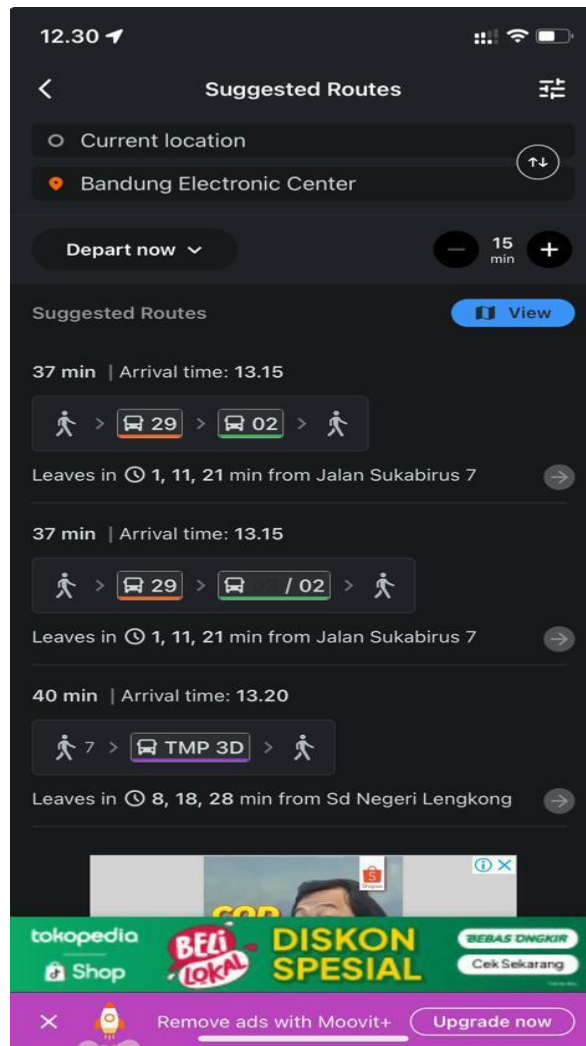 12.30
Suggested Routes
Current location
Bandung Electronic Center
Depart now
15
min
Suggested Routes
View
37 min | Arrival time: 13.15
29 > 02 >
Leaves in 1, 11, 21 min from Jalan Sukabirus 7
37 min | Arrival time: 13.15
29 > / 02 >
Leaves in 1, 11, 21 min from Jalan Sukabirus 7
40 min | Arrival time: 13.20
7 > TMP 3D >
Leaves in 8, 18, 28 min from Sd Negeri Lengkong
tokopedia
Shop
BELI
LOKAL
DISKON
SPESIAL
BEBAS ONGKIR
Cek Sekarang
Remove ads with Moovit+
Upgrade now